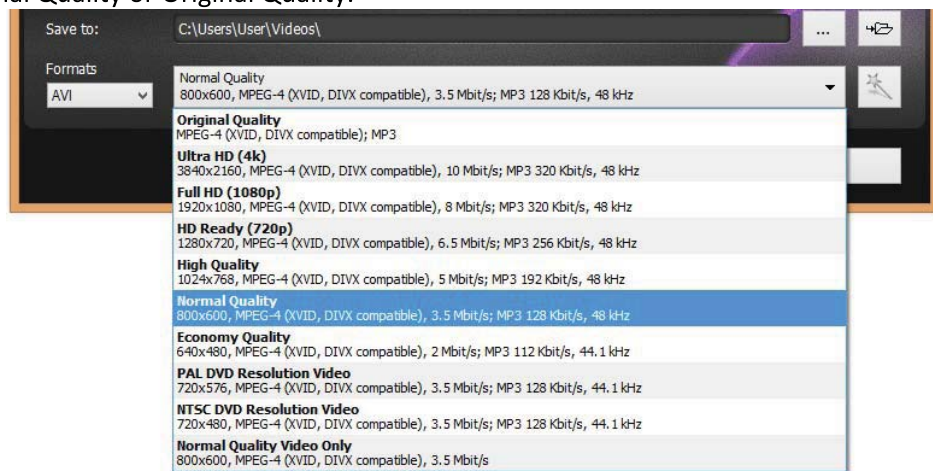 Quality or Original Quality.
Save to:
C:\Users\User\Videos\
...
Formats
AVI
Normal Quality
800x600, MPEG-4 (XVID, DIVX compatible), 3.5 Mbit/s; MP3 128 Kbit/s, 48 kHz
Original Quality
MPEG-4 (XVID, DIVX compatible); MP3
Ultra HD (4k)
3840x2160, MPEG-4 (XVID, DIVX compatible), 10 Mbit/s; MP3 320 Kbit/s, 48 kHz
Full HD (1080p)
1920x1080, MPEG-4 (XVID, DIVX compatible), 8 Mbit/s; MP3 320 Kbit/s, 48 kHz
HD Ready (720p)
1280x720, MPEG-4 (XVID, DIVX compatible), 6.5 Mbit/s; MP3 256 Kbit/s, 48 kHz
High Quality
1024x768, MPEG-4 (XVID, DIVX compatible), 5 Mbit/s; MP3 192 Kbit/s, 48 kHz
Normal Quality
800x600, MPEG-4 (XVID, DIVX compatible), 3.5 Mbit/s; MP3 128 Kbit/s, 48 kHz
Economy Quality
640x480, MPEG-4 (XVID, DIVX compatible), 2 Mbit/s; MP3 112 Kbit/s, 44.1 kHz
PAL DVD Resolution Video
720x576, MPEG-4 (XVID, DIVX compatible), 3.5 Mbit/s; MP3 128 Kbit/s, 44.1 kHz
NTSC DVD Resolution Video
720x480, MPEG-4 (XVID, DIVX compatible), 3.5 Mbit/s; MP3 128 Kbit/s, 44.1 kHz
Normal Quality Video Only
800x600, MPEG-4 (XVID, DIVX compatible), 3.5 Mbit/s